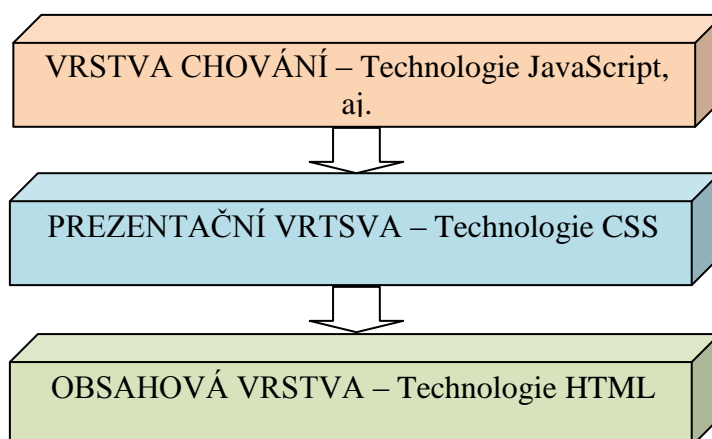 VRSTVA CHOVÁNÍ – Technologie JavaScript,
aj.
PREZENTAČNÍ VRTSVA – Technologie CSS
OBSAHOVÁ VRSTVA – Technologie HTML